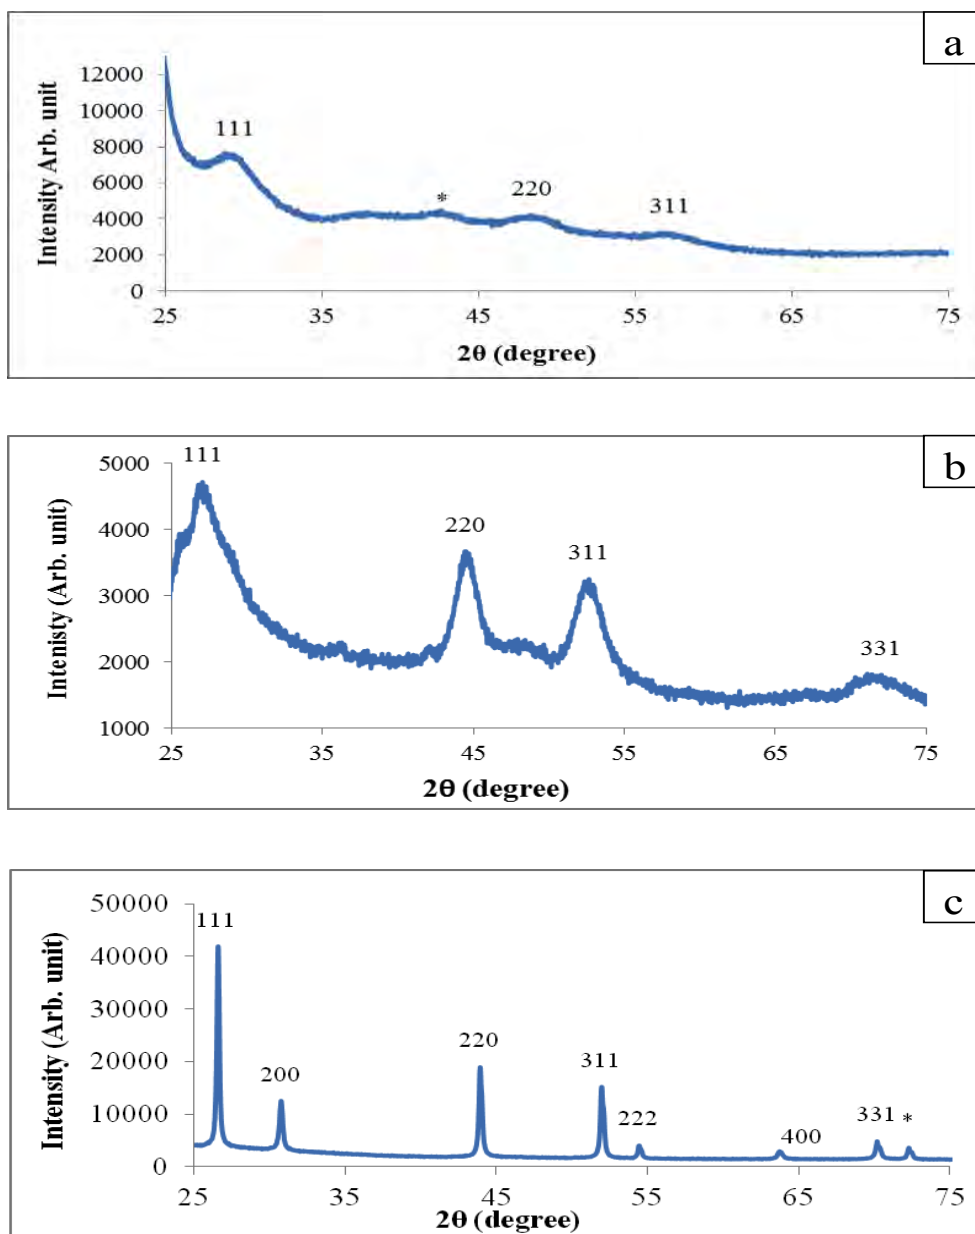 a
12000
10000
8000
6000
4000
2000
0
Intensity Arb. unit
111
*
220
311
25 35 45 55 65 75
2θ (degree)
b
5000
4000
3000
2000
1000
Intenisty (Arb. unit)
111
220
311
331
25 35 45 55 65 75
2θ (degree)
c
50000
40000
30000
20000
10000
0
Intensity (Arb. unit)
111
200
220
311
222
400
331 *
25 35 45 55 65 75
2θ (degree)